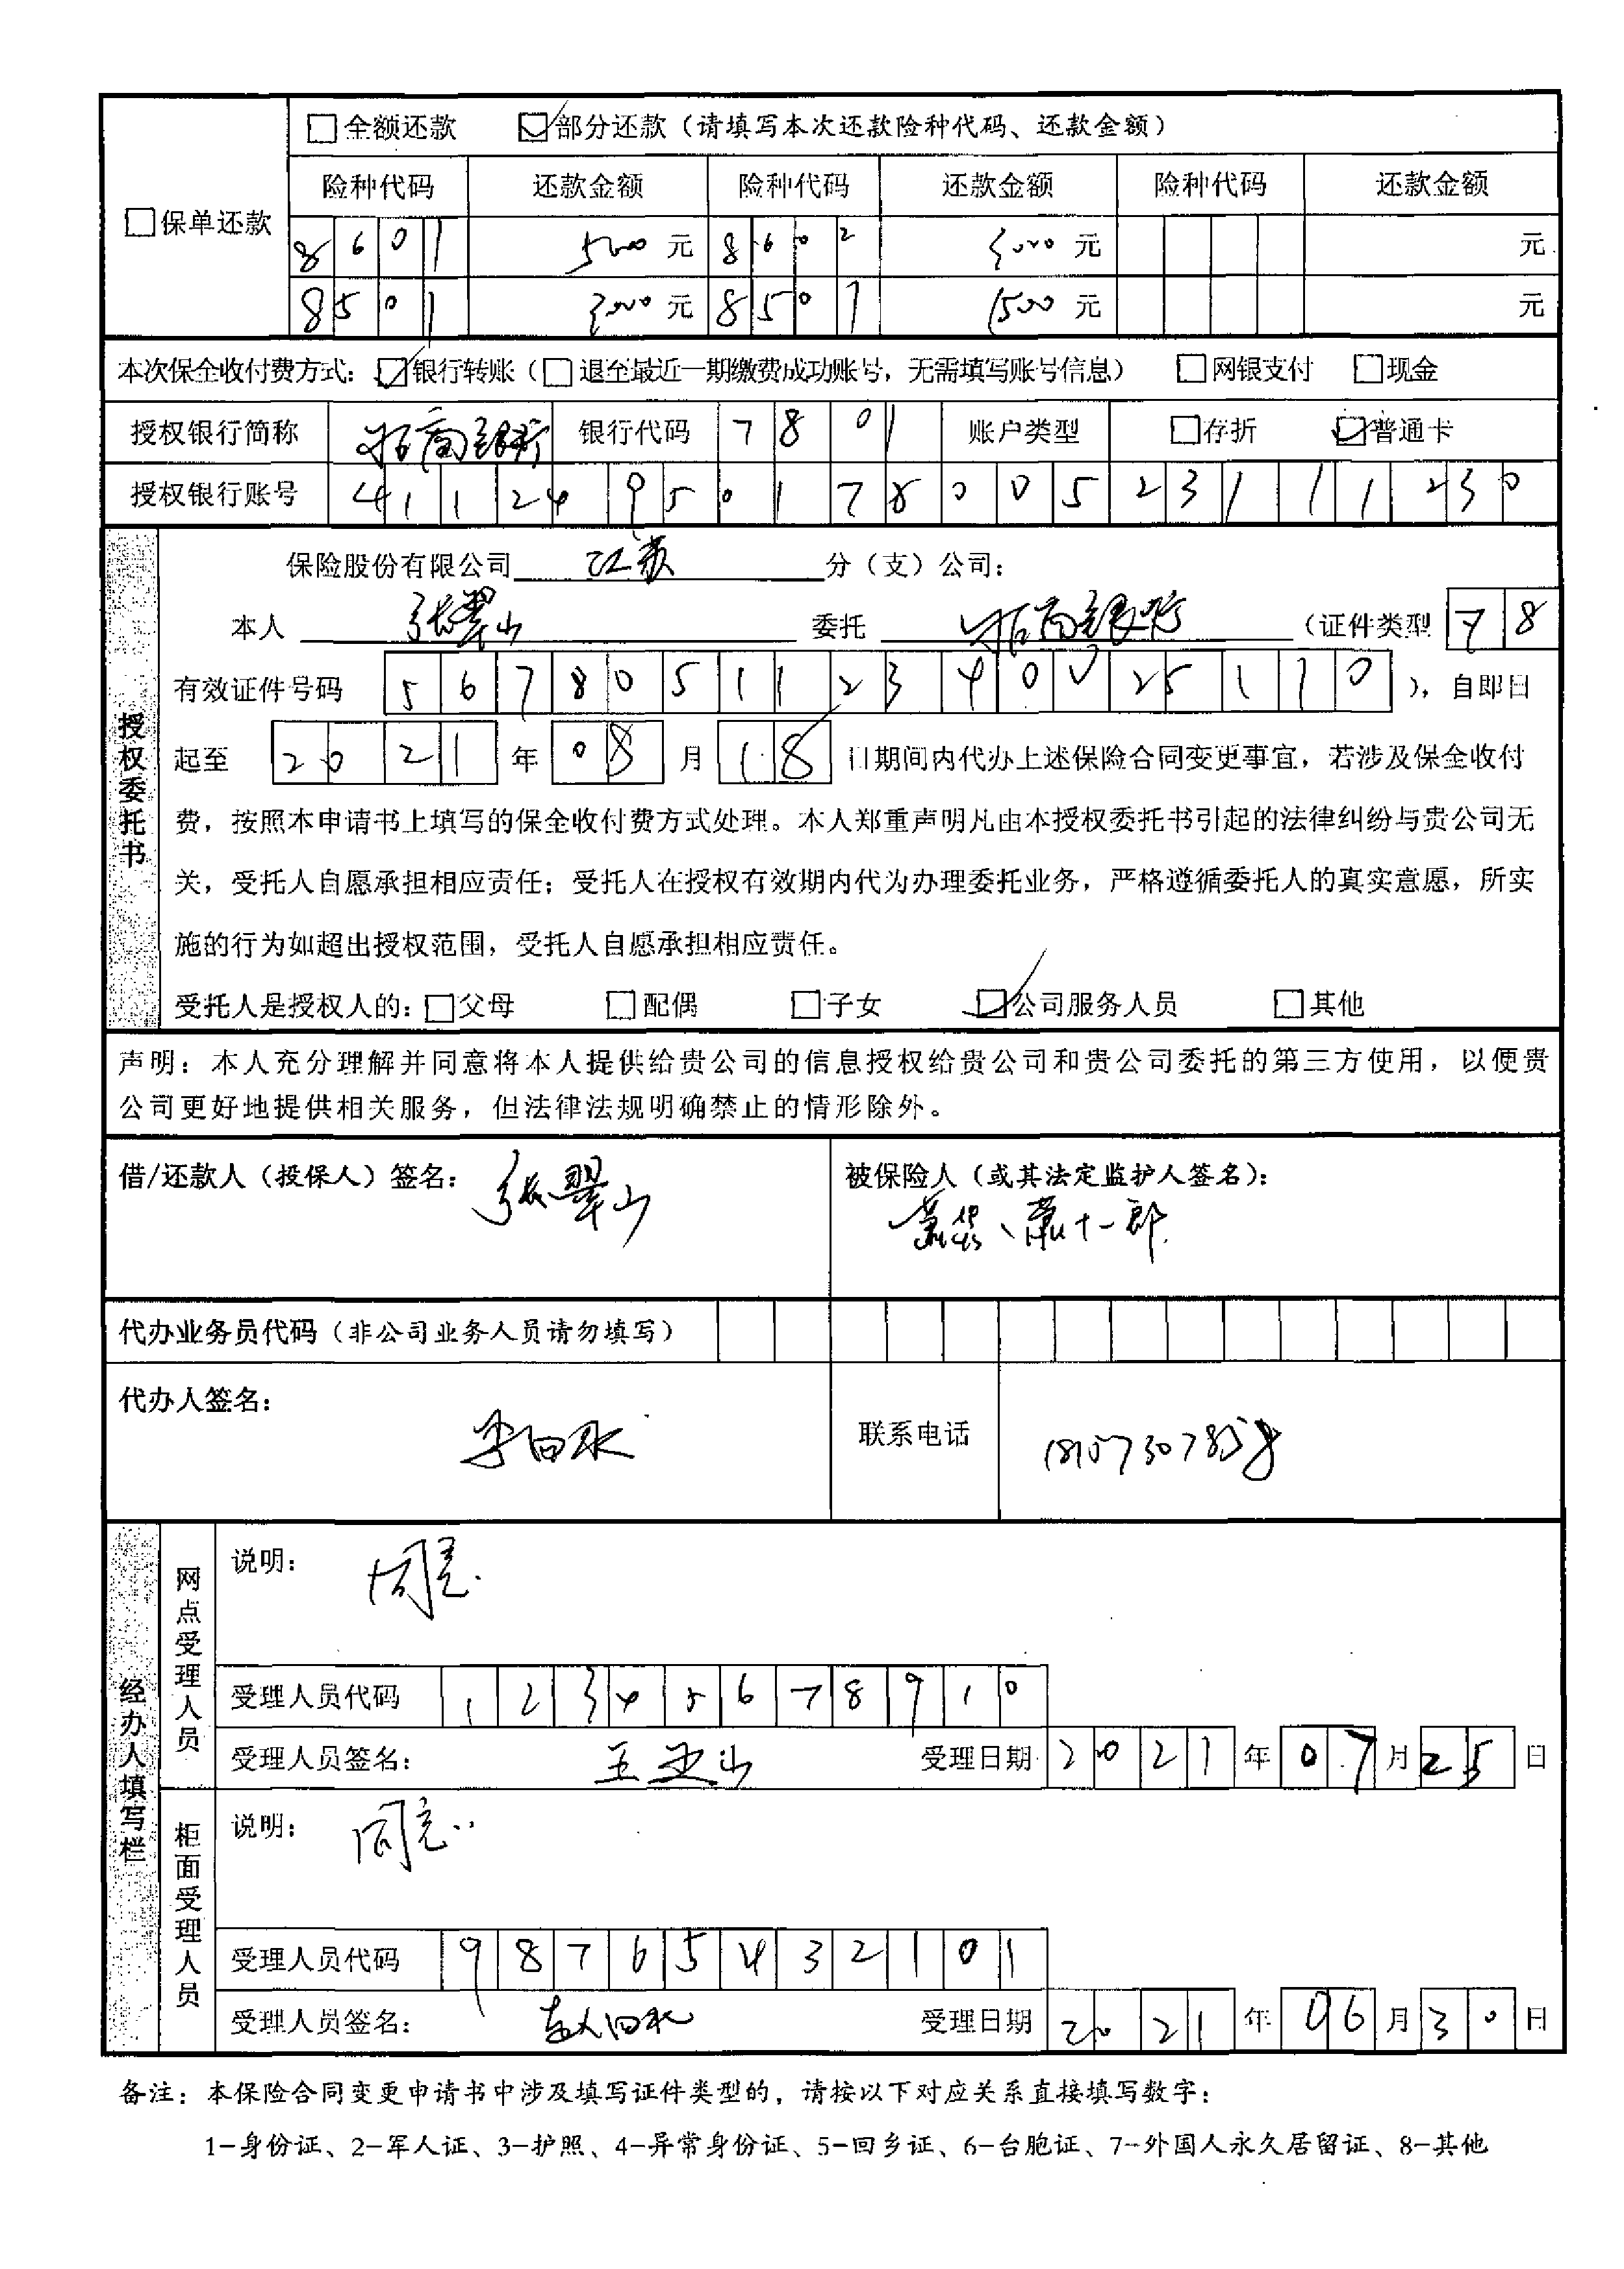 □全额还款 ☑部分还款（请填写本次还款险种代码、还款金额）
险种代码 还款金额 险种代码 还款金额 险种代码 还款金额
□保单还款
8601 5000 元 8602 元 元
8501 元 8501 1500 元 元
本次保全收付费方式：☑银行转账（□退至最近一期缴费成功账号，无需填写账号信息） □网银支付 □现金
授权银行简称 招商银行 银行代码 7801 账户类型 □存折 ☑普通卡
授权银行账号 4112495017800523111230
保险股份有限公司 江苏 分（支）公司：
本人 张翠山 委托 招商银行 （证件类型 78
有效证件号码 567805112340025110 ），自即日
起至 2021 年 08 月 18 日期间内代办上述保险合同变更事宜，若涉及保全收付
费，按照本申请书上填写的保全收付费方式处理。本人郑重声明凡由本授权委托书引起的法律纠纷与贵公司无
关，受托人自愿承担相应责任；受托人在授权有效期内代为办理委托业务，严格遵循委托人的真实意愿，所实
施的行为如超出授权范围，受托人自愿承担相应责任。
受托人是授权人的：□父母 □配偶 □子女 ☑公司服务人员 □其他
授权委托书
声明：本人充分理解并同意将本人提供给贵公司的信息授权给贵公司和贵公司委托的第三方使用，以便贵
公司更好地提供相关服务，但法律法规明确禁止的情形除外。
借/还款人（投保人）签名： 张翠山 被保险人（或其法定监护人签名）：
、萧十一郎
代办业务员代码（非公司业务人员请勿填写）
代办人签名： 李向永 联系电话
经办人填写栏
网点受理人员
说明： 同意.
受理人员代码 12345678910
受理人员签名： 受理日期 2021 年 07 月 25 日
柜面受理人员
说明： 同意.
受理人员代码 98765432101
受理人员签名： 受理日期 2021 年 06 月 30 日
备注：本保险合同变更申请书中涉及填写证件类型的，请按以下对应关系直接填写数字：
1-身份证、2-军人证、3-护照、4-异常身份证、5-回乡证、6-台胞证、7-外国人永久居留证、8-其他